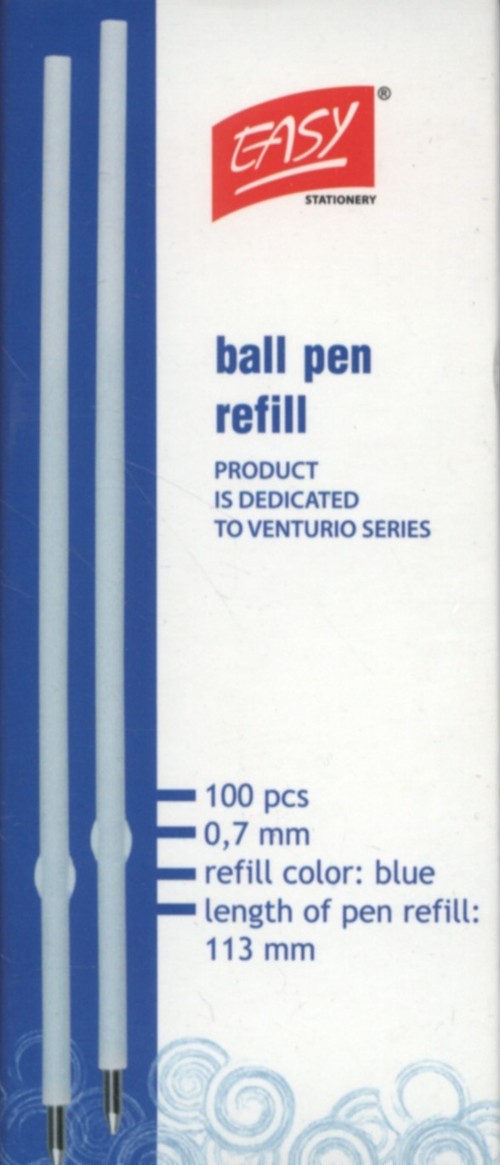 EASY ®
STATIONERY
ball pen
refill
PRODUCT
IS DEDICATED
TO VENTURIO SERIES
100 pcs
0,7 mm
refill color: blue
length of pen refill:
113 mm